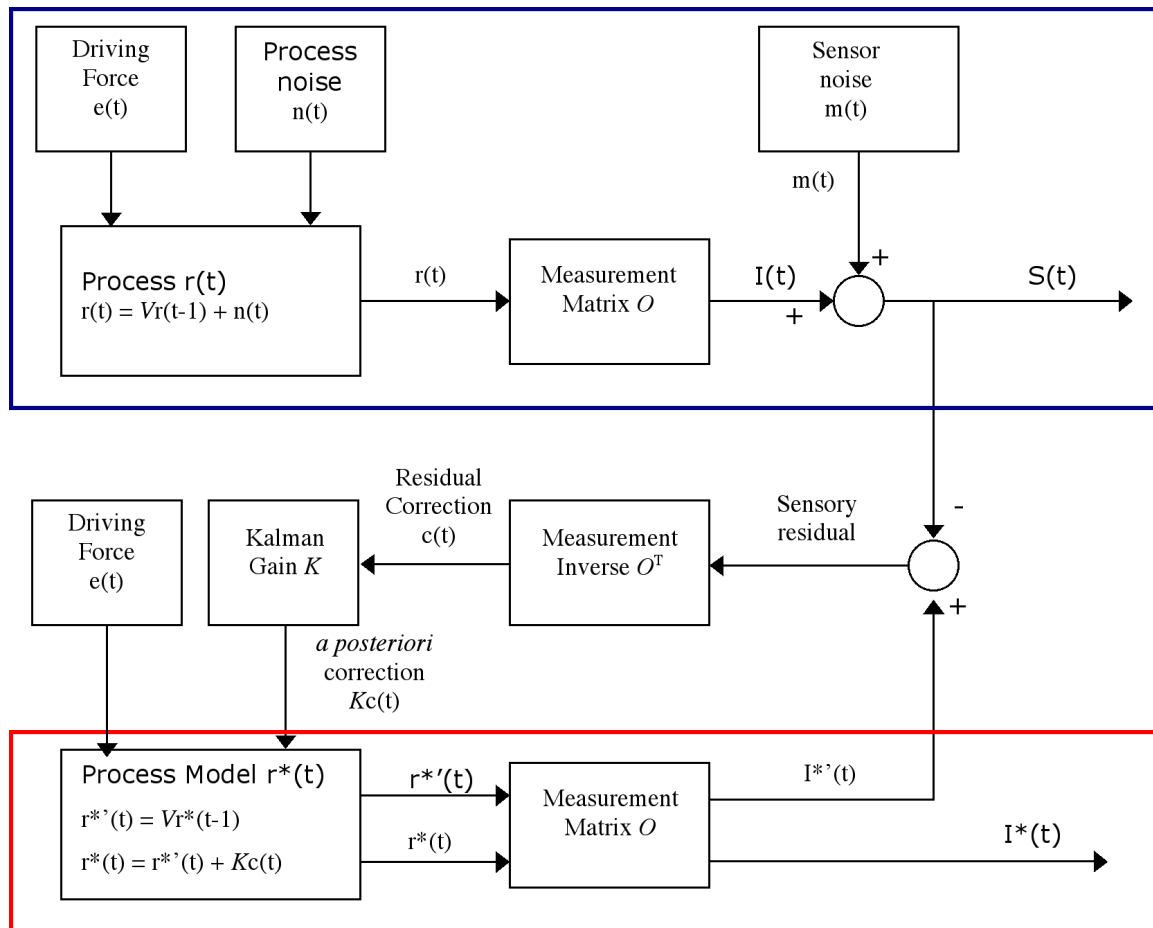 Driving
Force
e(t)
Process
noise
n(t)
Sensor
noise
m(t)
m(t)
+
Process r(t)
r(t) = Vr(t-1) + n(t)
r(t)
Measurement
Matrix O
I(t)
+
S(t)
Driving
Force
e(t)
Kalman
Gain K
Residual
Correction
c(t)
Measurement
Inverse Oᵀ
Sensory
residual
-
+
a posteriori
correction
Kc(t)
Process Model r*(t)
r*'(t) = Vr*(t-1)
r*(t) = r*'(t) + Kc(t)
r*'(t)
r*(t)
Measurement
Matrix O
I*'(t)
I*(t)